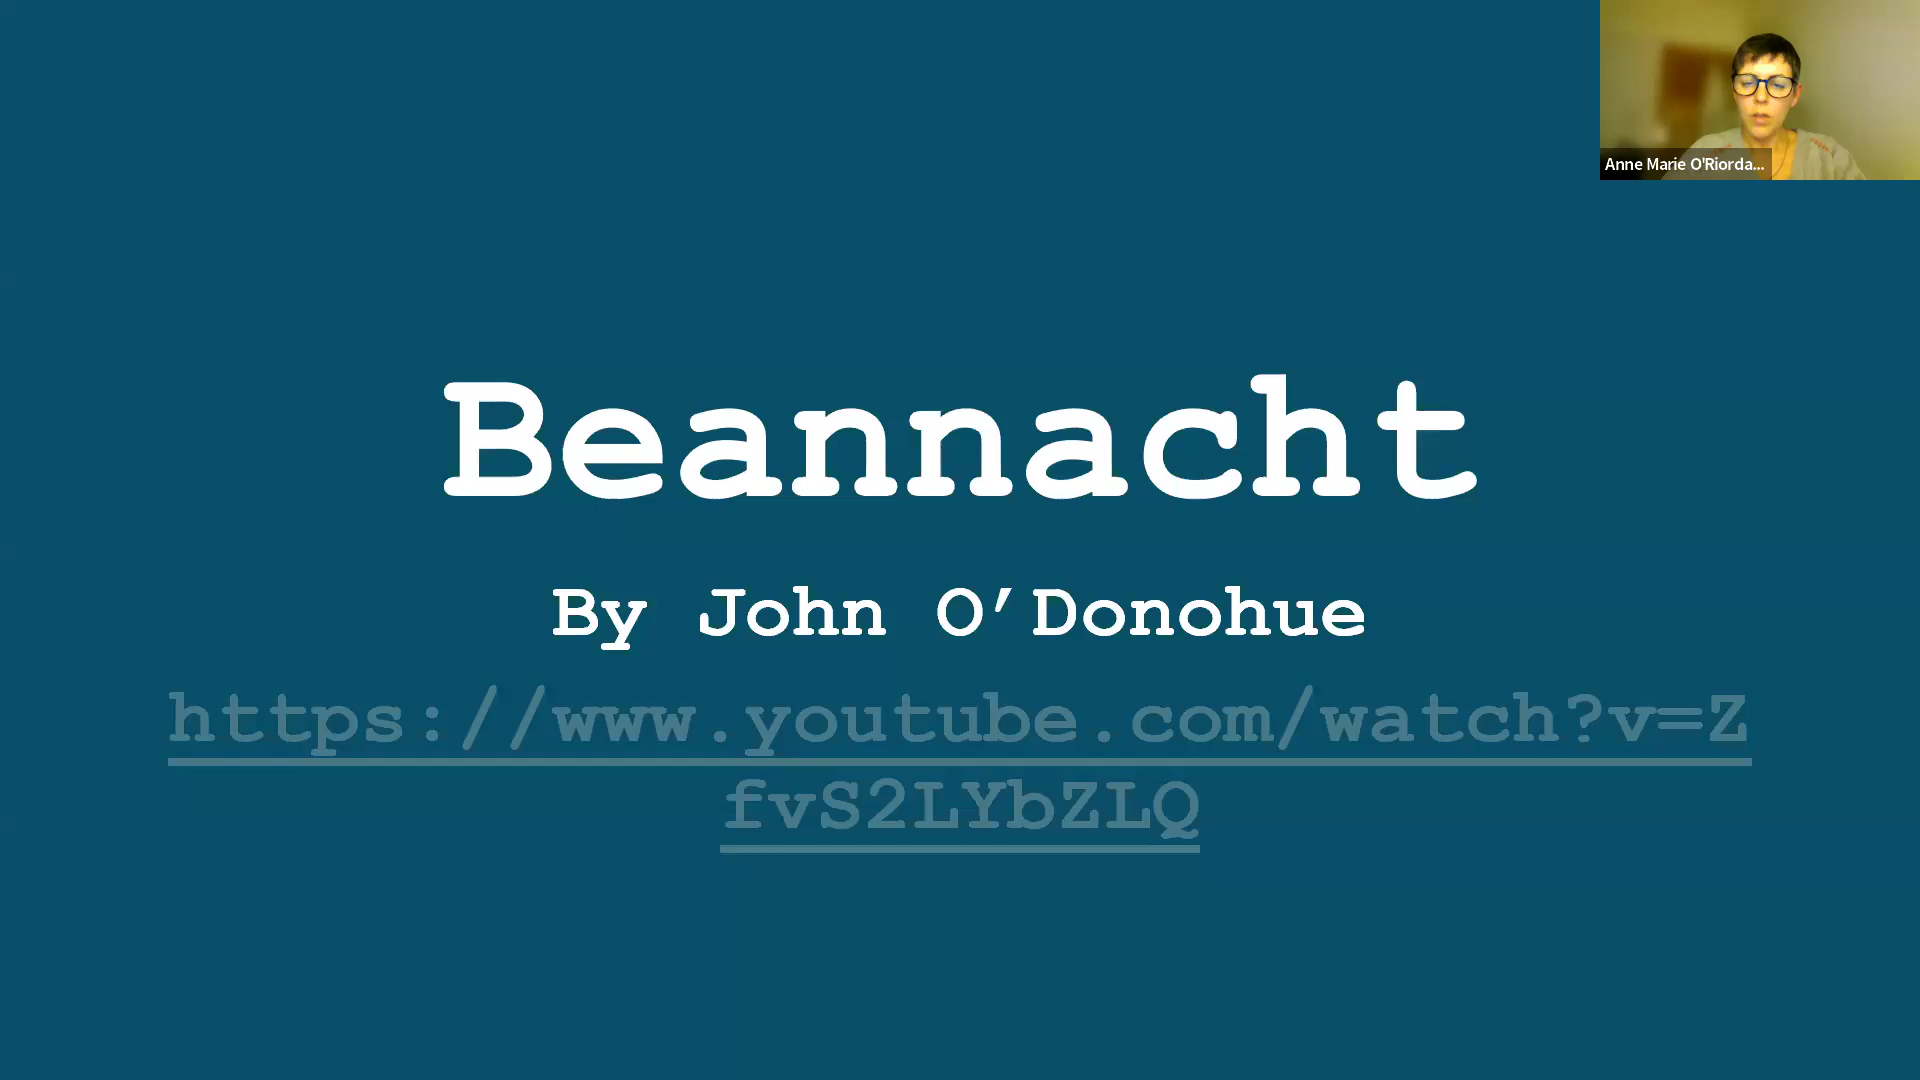 Anne Marie O'Riorda...
Beannacht
By John O’Donohue
https://www.youtube.com/watch?v=Z
fvS2LYbZLQ